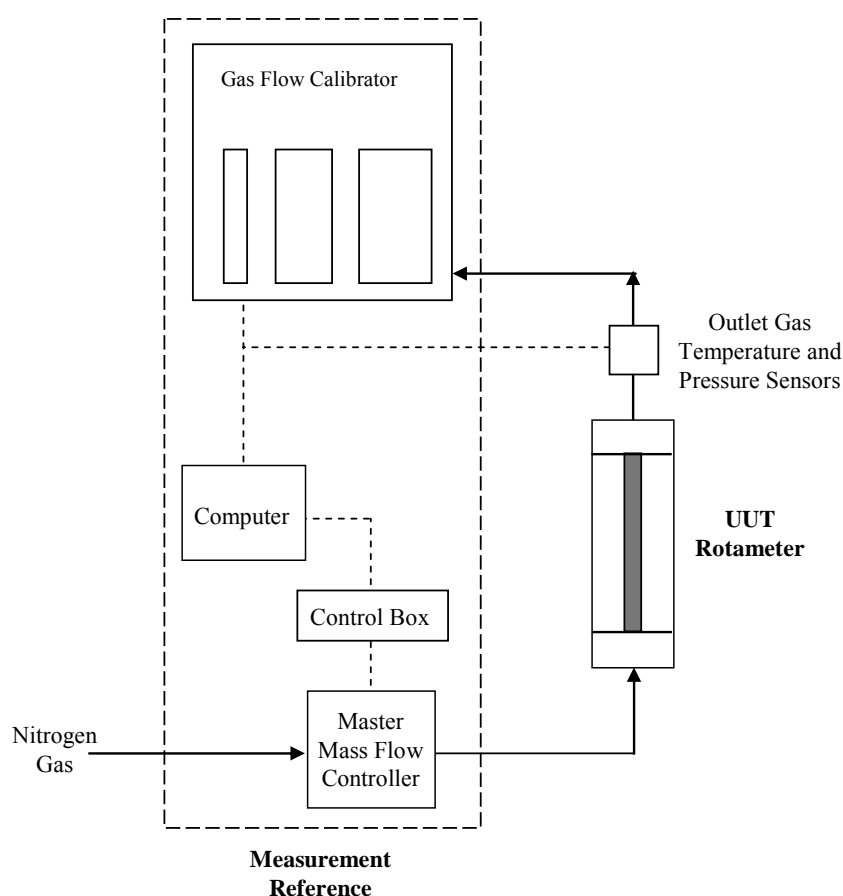 Gas Flow Calibrator
Outlet Gas
Temperature and
Pressure Sensors
Computer
UUT
Rotameter
Control Box
Nitrogen
Gas
Master
Mass Flow
Controller
Measurement
Reference